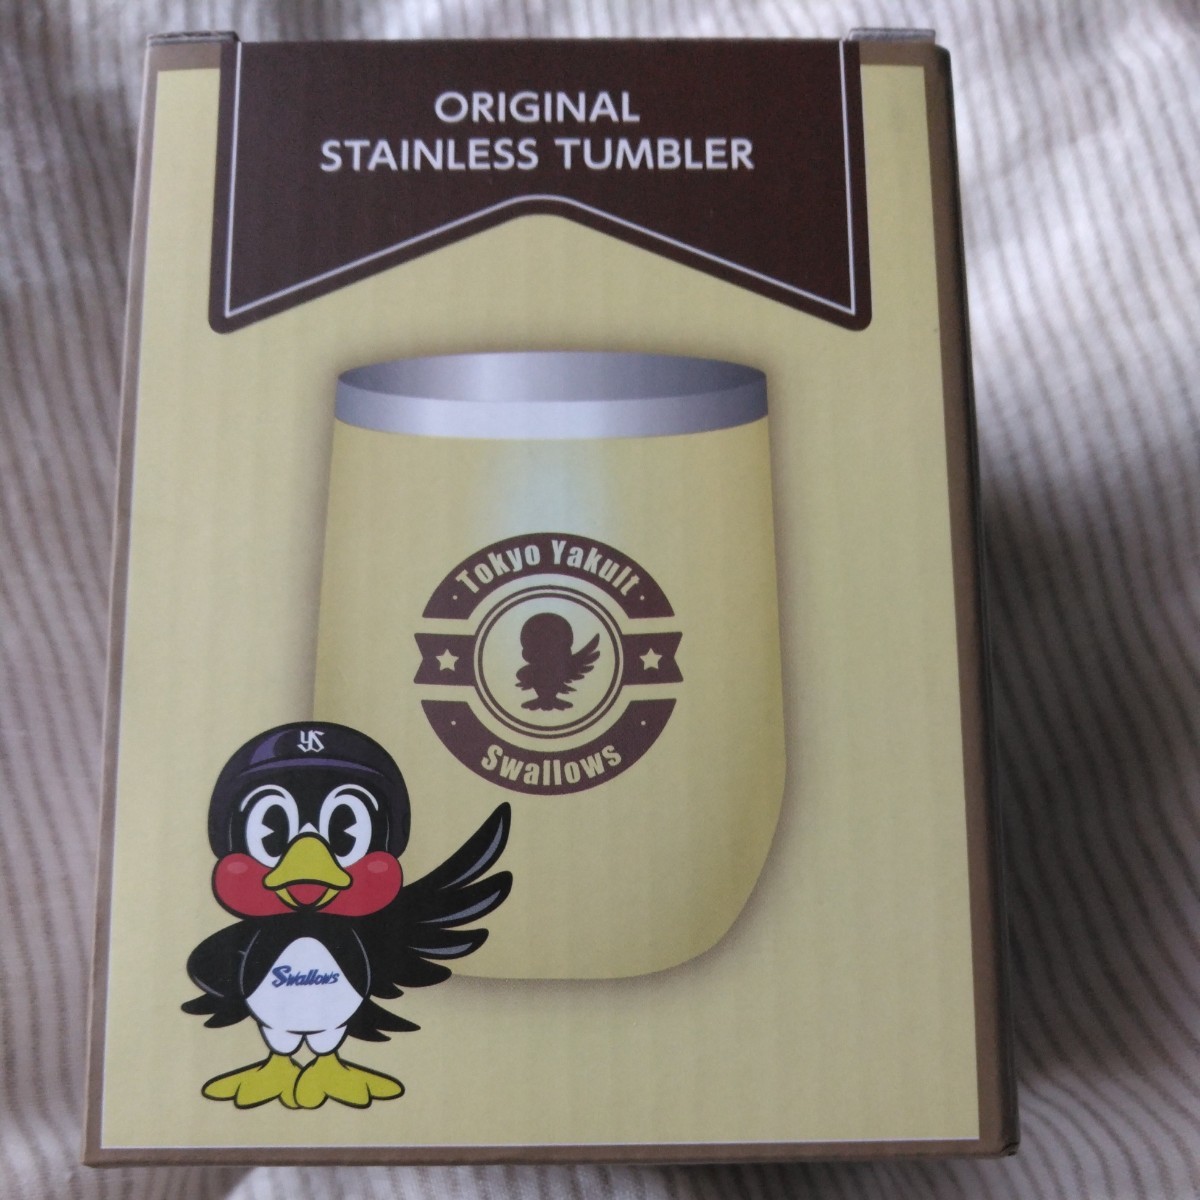 ORIGINAL
STAINLESS TUMBLER
· Tokyo Yakult ·
· Swallows ·
YS
Swallows